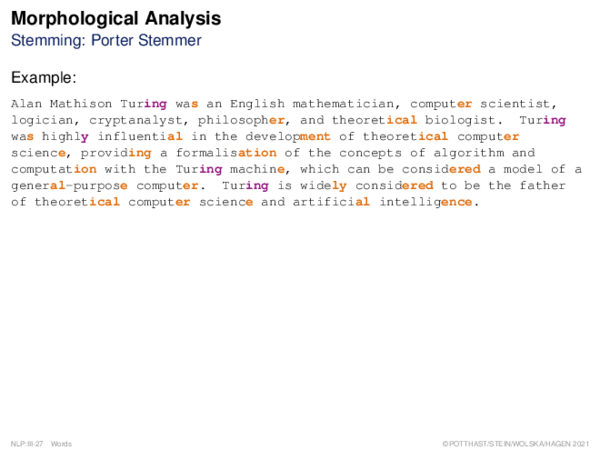 Morphological Analysis
Stemming: Porter Stemmer
Example:
Alan Mathison Turing was an English mathematician, computer scientist,
logician, cryptanalyst, philosopher, and theoretical biologist. Turing
was highly influential in the development of theoretical computer
science, providing a formalisation of the concepts of algorithm and
computation with the Turing machine, which can be considered a model of a
general-purpose computer. Turing is widely considered to be the father
of theoretical computer science and artificial intelligence.
NLP:III-27 Words
©POTTHAST/STEIN/WOLSKA/HAGEN 2021